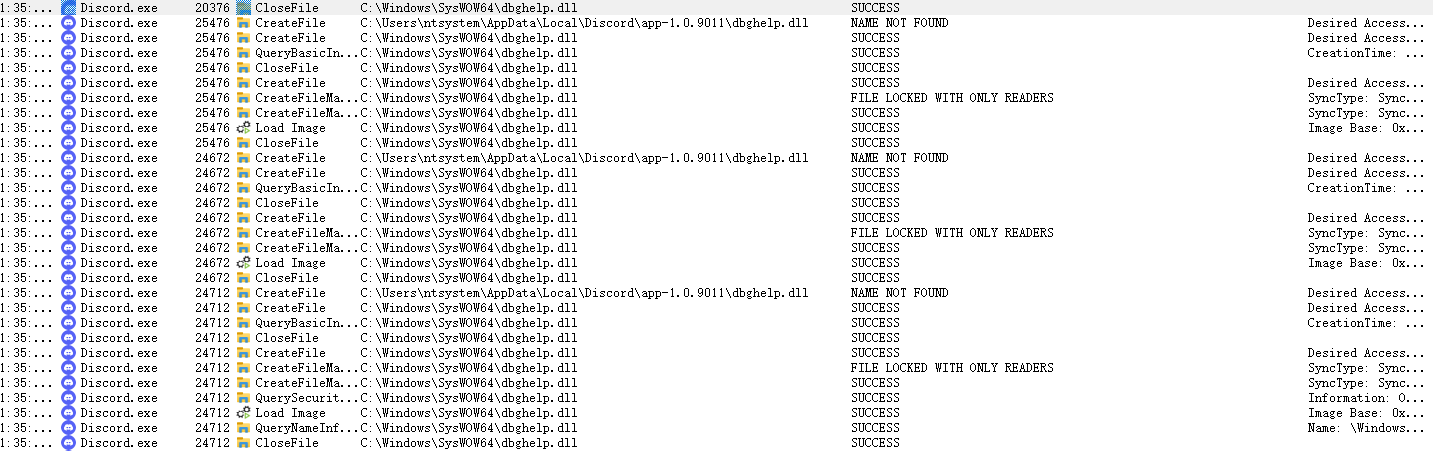 1:35:... Discord.exe 20376 CloseFile C:\Windows\SysWOW64\dbghelp.dll SUCCESS
1:35:... Discord.exe 25476 CreateFile C:\Users\ntsystem\AppData\Local\Discord\app-1.0.9011\dbghelp.dll NAME NOT FOUND Desired Access...
1:35:... Discord.exe 25476 CreateFile C:\Windows\SysWOW64\dbghelp.dll SUCCESS Desired Access...
1:35:... Discord.exe 25476 QueryBasicIn... C:\Windows\SysWOW64\dbghelp.dll SUCCESS CreationTime: ...
1:35:... Discord.exe 25476 CloseFile C:\Windows\SysWOW64\dbghelp.dll SUCCESS
1:35:... Discord.exe 25476 CreateFile C:\Windows\SysWOW64\dbghelp.dll SUCCESS Desired Access...
1:35:... Discord.exe 25476 CreateFileMa... C:\Windows\SysWOW64\dbghelp.dll FILE LOCKED WITH ONLY READERS SyncType: Sync...
1:35:... Discord.exe 25476 CreateFileMa... C:\Windows\SysWOW64\dbghelp.dll SUCCESS SyncType: Sync...
1:35:... Discord.exe 25476 Load Image C:\Windows\SysWOW64\dbghelp.dll SUCCESS Image Base: 0x...
1:35:... Discord.exe 25476 CloseFile C:\Windows\SysWOW64\dbghelp.dll SUCCESS
1:35:... Discord.exe 24672 CreateFile C:\Users\ntsystem\AppData\Local\Discord\app-1.0.9011\dbghelp.dll NAME NOT FOUND Desired Access...
1:35:... Discord.exe 24672 CreateFile C:\Windows\SysWOW64\dbghelp.dll SUCCESS Desired Access...
1:35:... Discord.exe 24672 QueryBasicIn... C:\Windows\SysWOW64\dbghelp.dll SUCCESS CreationTime: ...
1:35:... Discord.exe 24672 CloseFile C:\Windows\SysWOW64\dbghelp.dll SUCCESS
1:35:... Discord.exe 24672 CreateFile C:\Windows\SysWOW64\dbghelp.dll SUCCESS Desired Access...
1:35:... Discord.exe 24672 CreateFileMa... C:\Windows\SysWOW64\dbghelp.dll FILE LOCKED WITH ONLY READERS SyncType: Sync...
1:35:... Discord.exe 24672 CreateFileMa... C:\Windows\SysWOW64\dbghelp.dll SUCCESS SyncType: Sync...
1:35:... Discord.exe 24672 Load Image C:\Windows\SysWOW64\dbghelp.dll SUCCESS Image Base: 0x...
1:35:... Discord.exe 24672 CloseFile C:\Windows\SysWOW64\dbghelp.dll SUCCESS
1:35:... Discord.exe 24712 CreateFile C:\Users\ntsystem\AppData\Local\Discord\app-1.0.9011\dbghelp.dll NAME NOT FOUND Desired Access...
1:35:... Discord.exe 24712 CreateFile C:\Windows\SysWOW64\dbghelp.dll SUCCESS Desired Access...
1:35:... Discord.exe 24712 QueryBasicIn... C:\Windows\SysWOW64\dbghelp.dll SUCCESS CreationTime: ...
1:35:... Discord.exe 24712 CloseFile C:\Windows\SysWOW64\dbghelp.dll SUCCESS
1:35:... Discord.exe 24712 CreateFile C:\Windows\SysWOW64\dbghelp.dll SUCCESS Desired Access...
1:35:... Discord.exe 24712 CreateFileMa... C:\Windows\SysWOW64\dbghelp.dll FILE LOCKED WITH ONLY READERS SyncType: Sync...
1:35:... Discord.exe 24712 CreateFileMa... C:\Windows\SysWOW64\dbghelp.dll SUCCESS SyncType: Sync...
1:35:... Discord.exe 24712 QuerySecurit... C:\Windows\SysWOW64\dbghelp.dll SUCCESS Information: O...
1:35:... Discord.exe 24712 Load Image C:\Windows\SysWOW64\dbghelp.dll SUCCESS Image Base: 0x...
1:35:... Discord.exe 24712 QueryNameInf... C:\Windows\SysWOW64\dbghelp.dll SUCCESS Name: \Windows...
1:35:... Discord.exe 24712 CloseFile C:\Windows\SysWOW64\dbghelp.dll SUCCESS